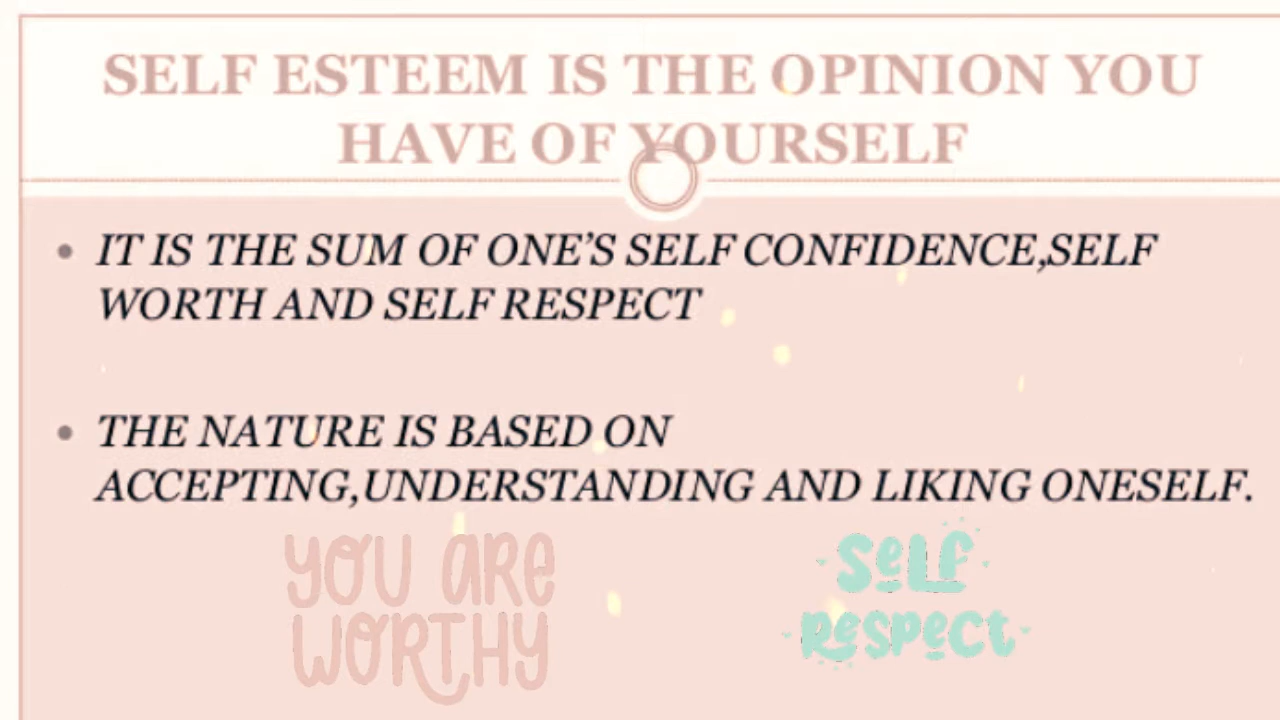 SELF ESTEEM IS THE OPINION YOU
HAVE OF YOURSELF
• IT IS THE SUM OF ONE’S SELF CONFIDENCE,SELF
WORTH AND SELF RESPECT
• THE NATURE IS BASED ON
ACCEPTING,UNDERSTANDING AND LIKING ONESELF.
YOU ARE
WORTHY
SELF
RESPECT